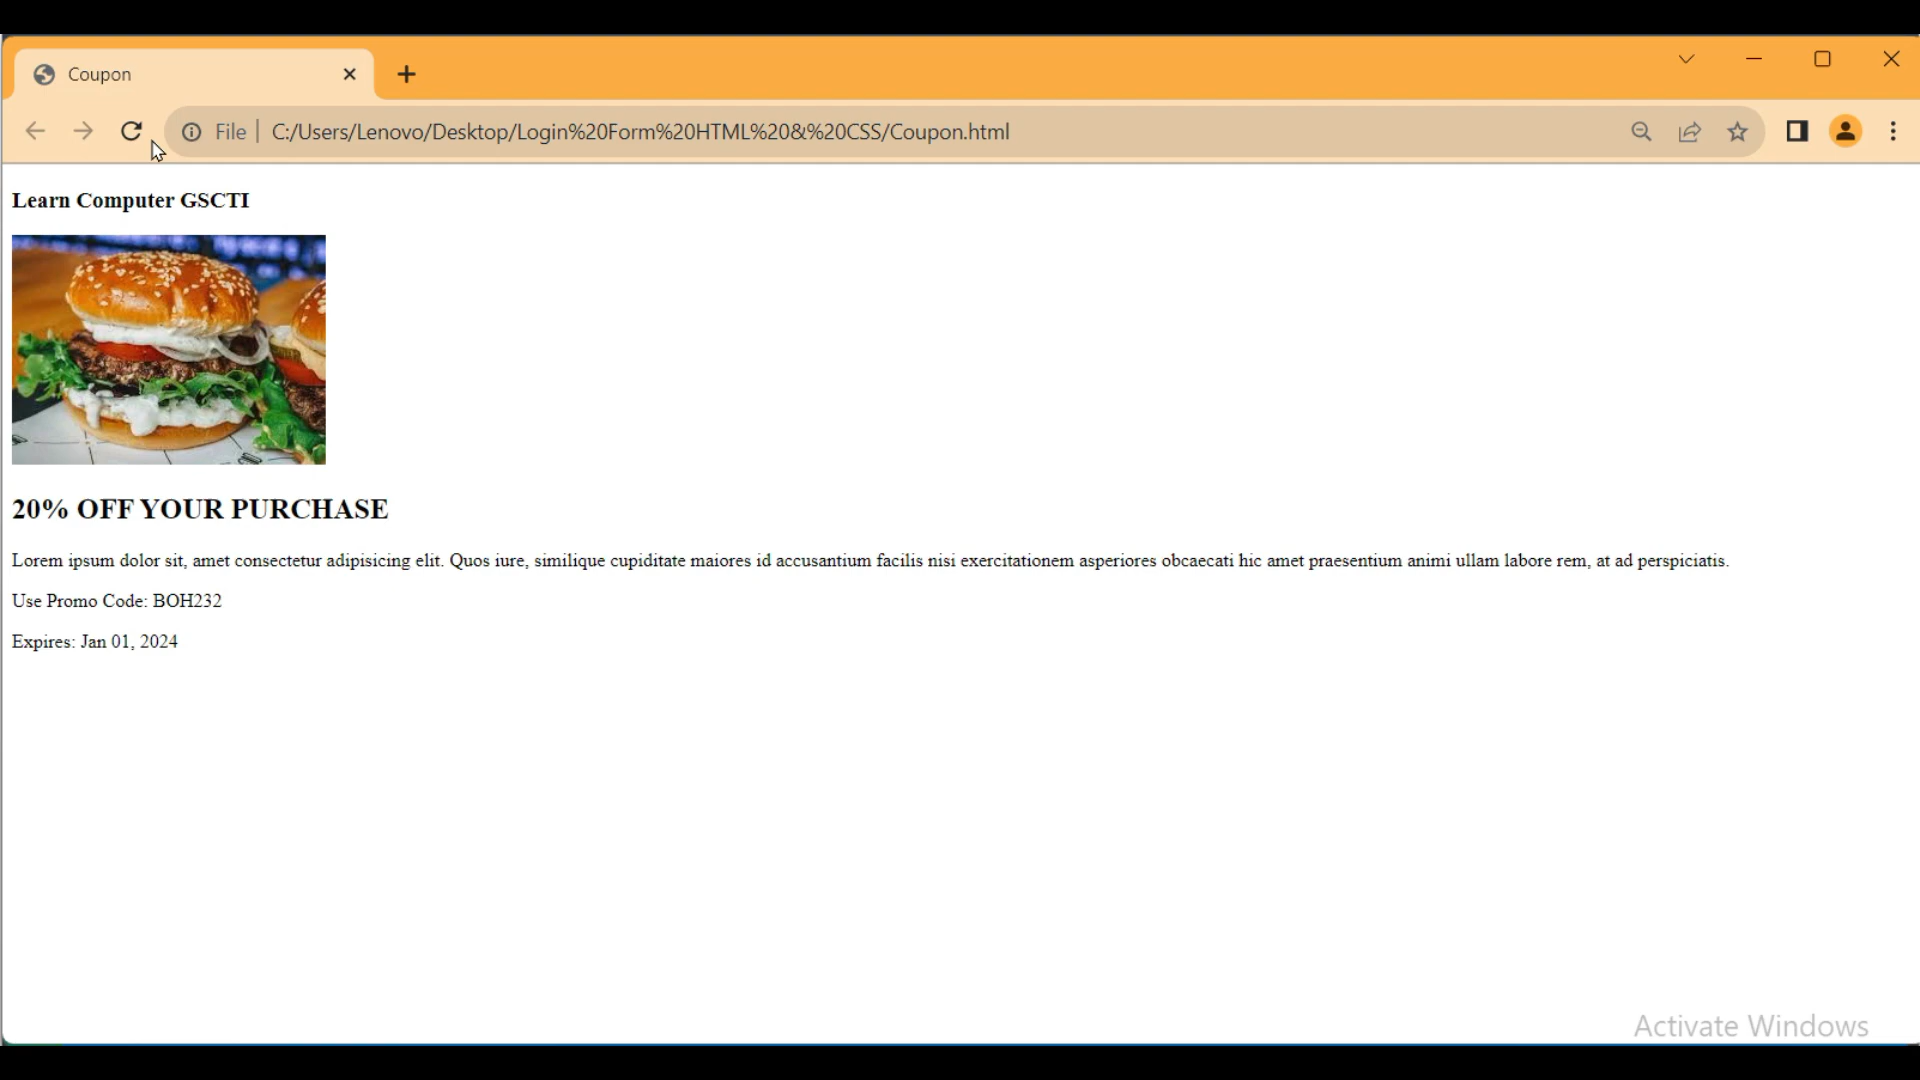 Coupon
File
C:/Users/Lenovo/Desktop/Login%20Form%20HTML%20&%20CSS/Coupon.html
Learn Computer GSCTI
20% OFF YOUR PURCHASE
Lorem ipsum dolor sit, amet consectetur adipisicing elit. Quos iure, similique cupiditate maiores id accusantium facilis nisi exercitationem asperiores obcaecati hic amet praesentium animi ullam labore rem, at ad perspiciatis.
Use Promo Code: BOH232
Expires: Jan 01, 2024
Activate Windows